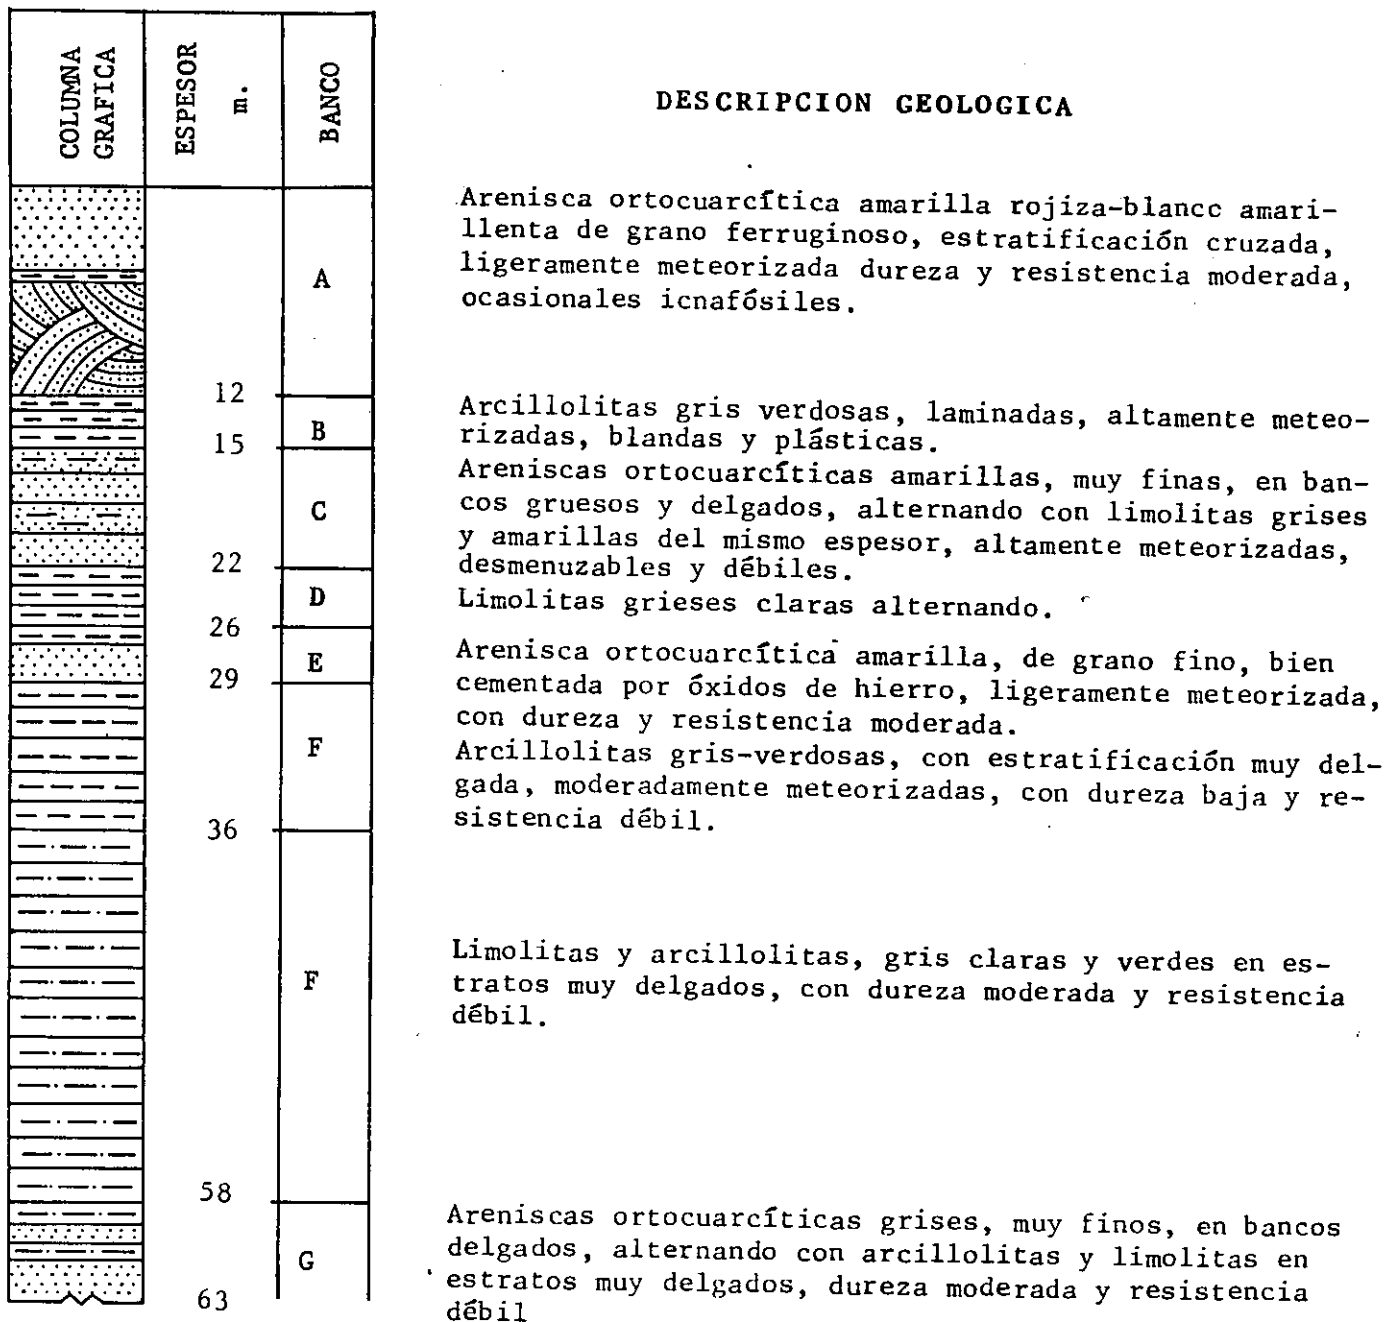 COLUMNA
GRAFICA
ESPESOR
m.
BANCO
DESCRIPCION GEOLOGICA
A
Arenisca ortocuarcítica amarilla rojiza-blancc amari-
llenta de grano ferruginoso, estratificación cruzada,
ligeramente meteorizada dureza y resistencia moderada,
ocasionales icnafósiles.
12
B
Arcillolitas gris verdosas, laminadas, altamente meteo-
rizadas, blandas y plásticas.
15
C
Areniscas ortocuarcíticas amarillas, muy finas, en ban-
cos gruesos y delgados, alternando con limolitas grises
y amarillas del mismo espesor, altamente meteorizadas,
desmenuzables y débiles.
22
D
Limolitas grieses claras alternando.
26
E
Arenisca ortocuarcítica amarilla, de grano fino, bien
cementada por óxidos de hierro, ligeramente meteorizada,
con dureza y resistencia moderada.
29
F
Arcillolitas gris-verdosas, con estratificación muy del-
gada, moderadamente meteorizadas, con dureza baja y re-
sistencia débil.
36
F
Limolitas y arcillolitas, gris claras y verdes en es-
tratos muy delgados, con dureza moderada y resistencia
débil.
58
G
Areniscas ortocuarcíticas grises, muy finos, en bancos
delgados, alternando con arcillolitas y limolitas en
estratos muy delgados, dureza moderada y resistencia
débil
63